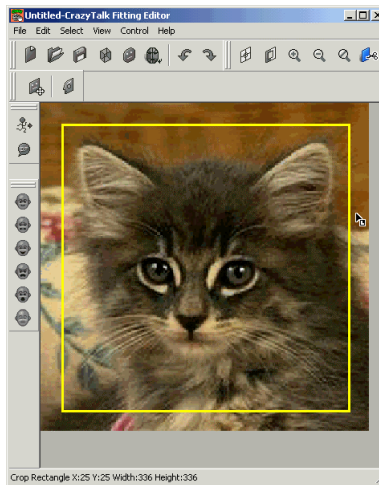 Untitled-CrazyTalk Fitting Editor
File Edit Select View Control Help
Crop Rectangle X:25 Y:25 Width:336 Height:336